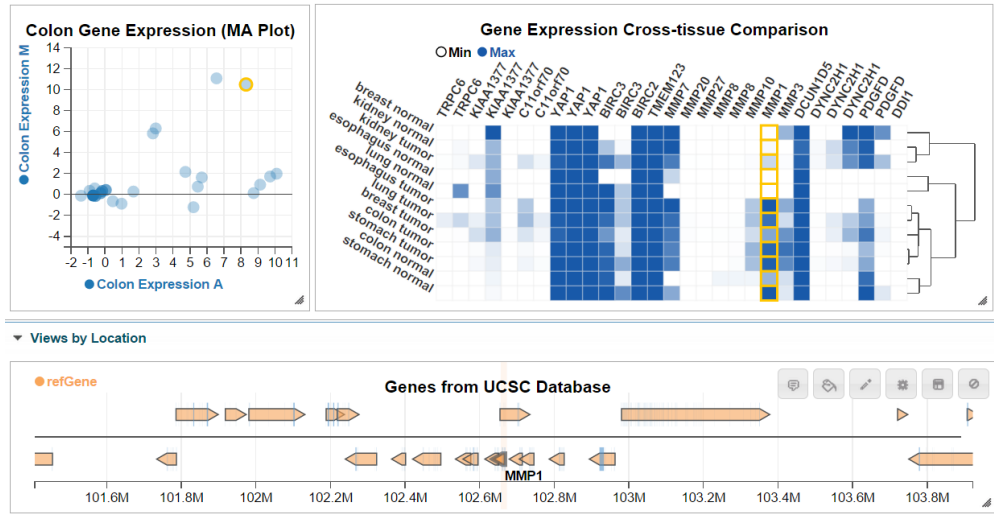 Colon Gene Expression (MA Plot)
Colon Expression M
14
12
10
8
6
4
2
0
-2
-4
-2 -1 0 1 2 3 4 5 6 7 8 9 10 11
Colon Expression A
Gene Expression Cross-tissue Comparison
Min Max
TRPC6
TRPC6
KIAA1377
KIAA1377
KIAA1377
C11orf70
C11orf70
YAP1
YAP1
YAP1
BIRC3
BIRC3
BIRC2
TMEM123
MMP7
MMP20
MMP27
MMP8
MMP8
MMP10
MMP1
MMP3
DCUN1D5
DYNC2H1
DYNC2H1
DYNC2H1
PDGFD
PDGFD
DDI1
breast normal
kidney normal
kidney tumor
esophagus normal
lung normal
esophagus tumor
lung tumor
breast tumor
colon tumor
stomach tumor
colon normal
stomach normal
Views by Location
refGene
Genes from UCSC Database
MMP1
101.6M 101.8M 102M 102.2M 102.4M 102.6M 102.8M 103M 103.2M 103.4M 103.6M 103.8M